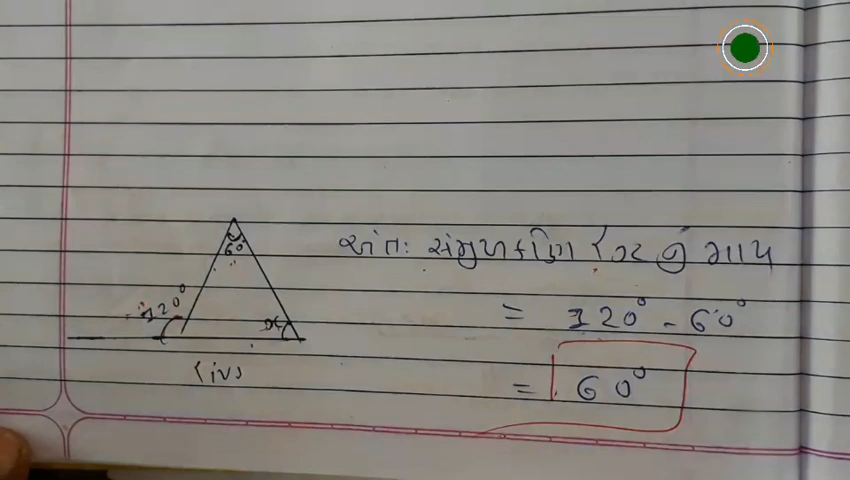 60
અંતઃ સંમુખકોણ ∠x નું માપ
120°
x
= 120° - 60°
(iv)
= 60°